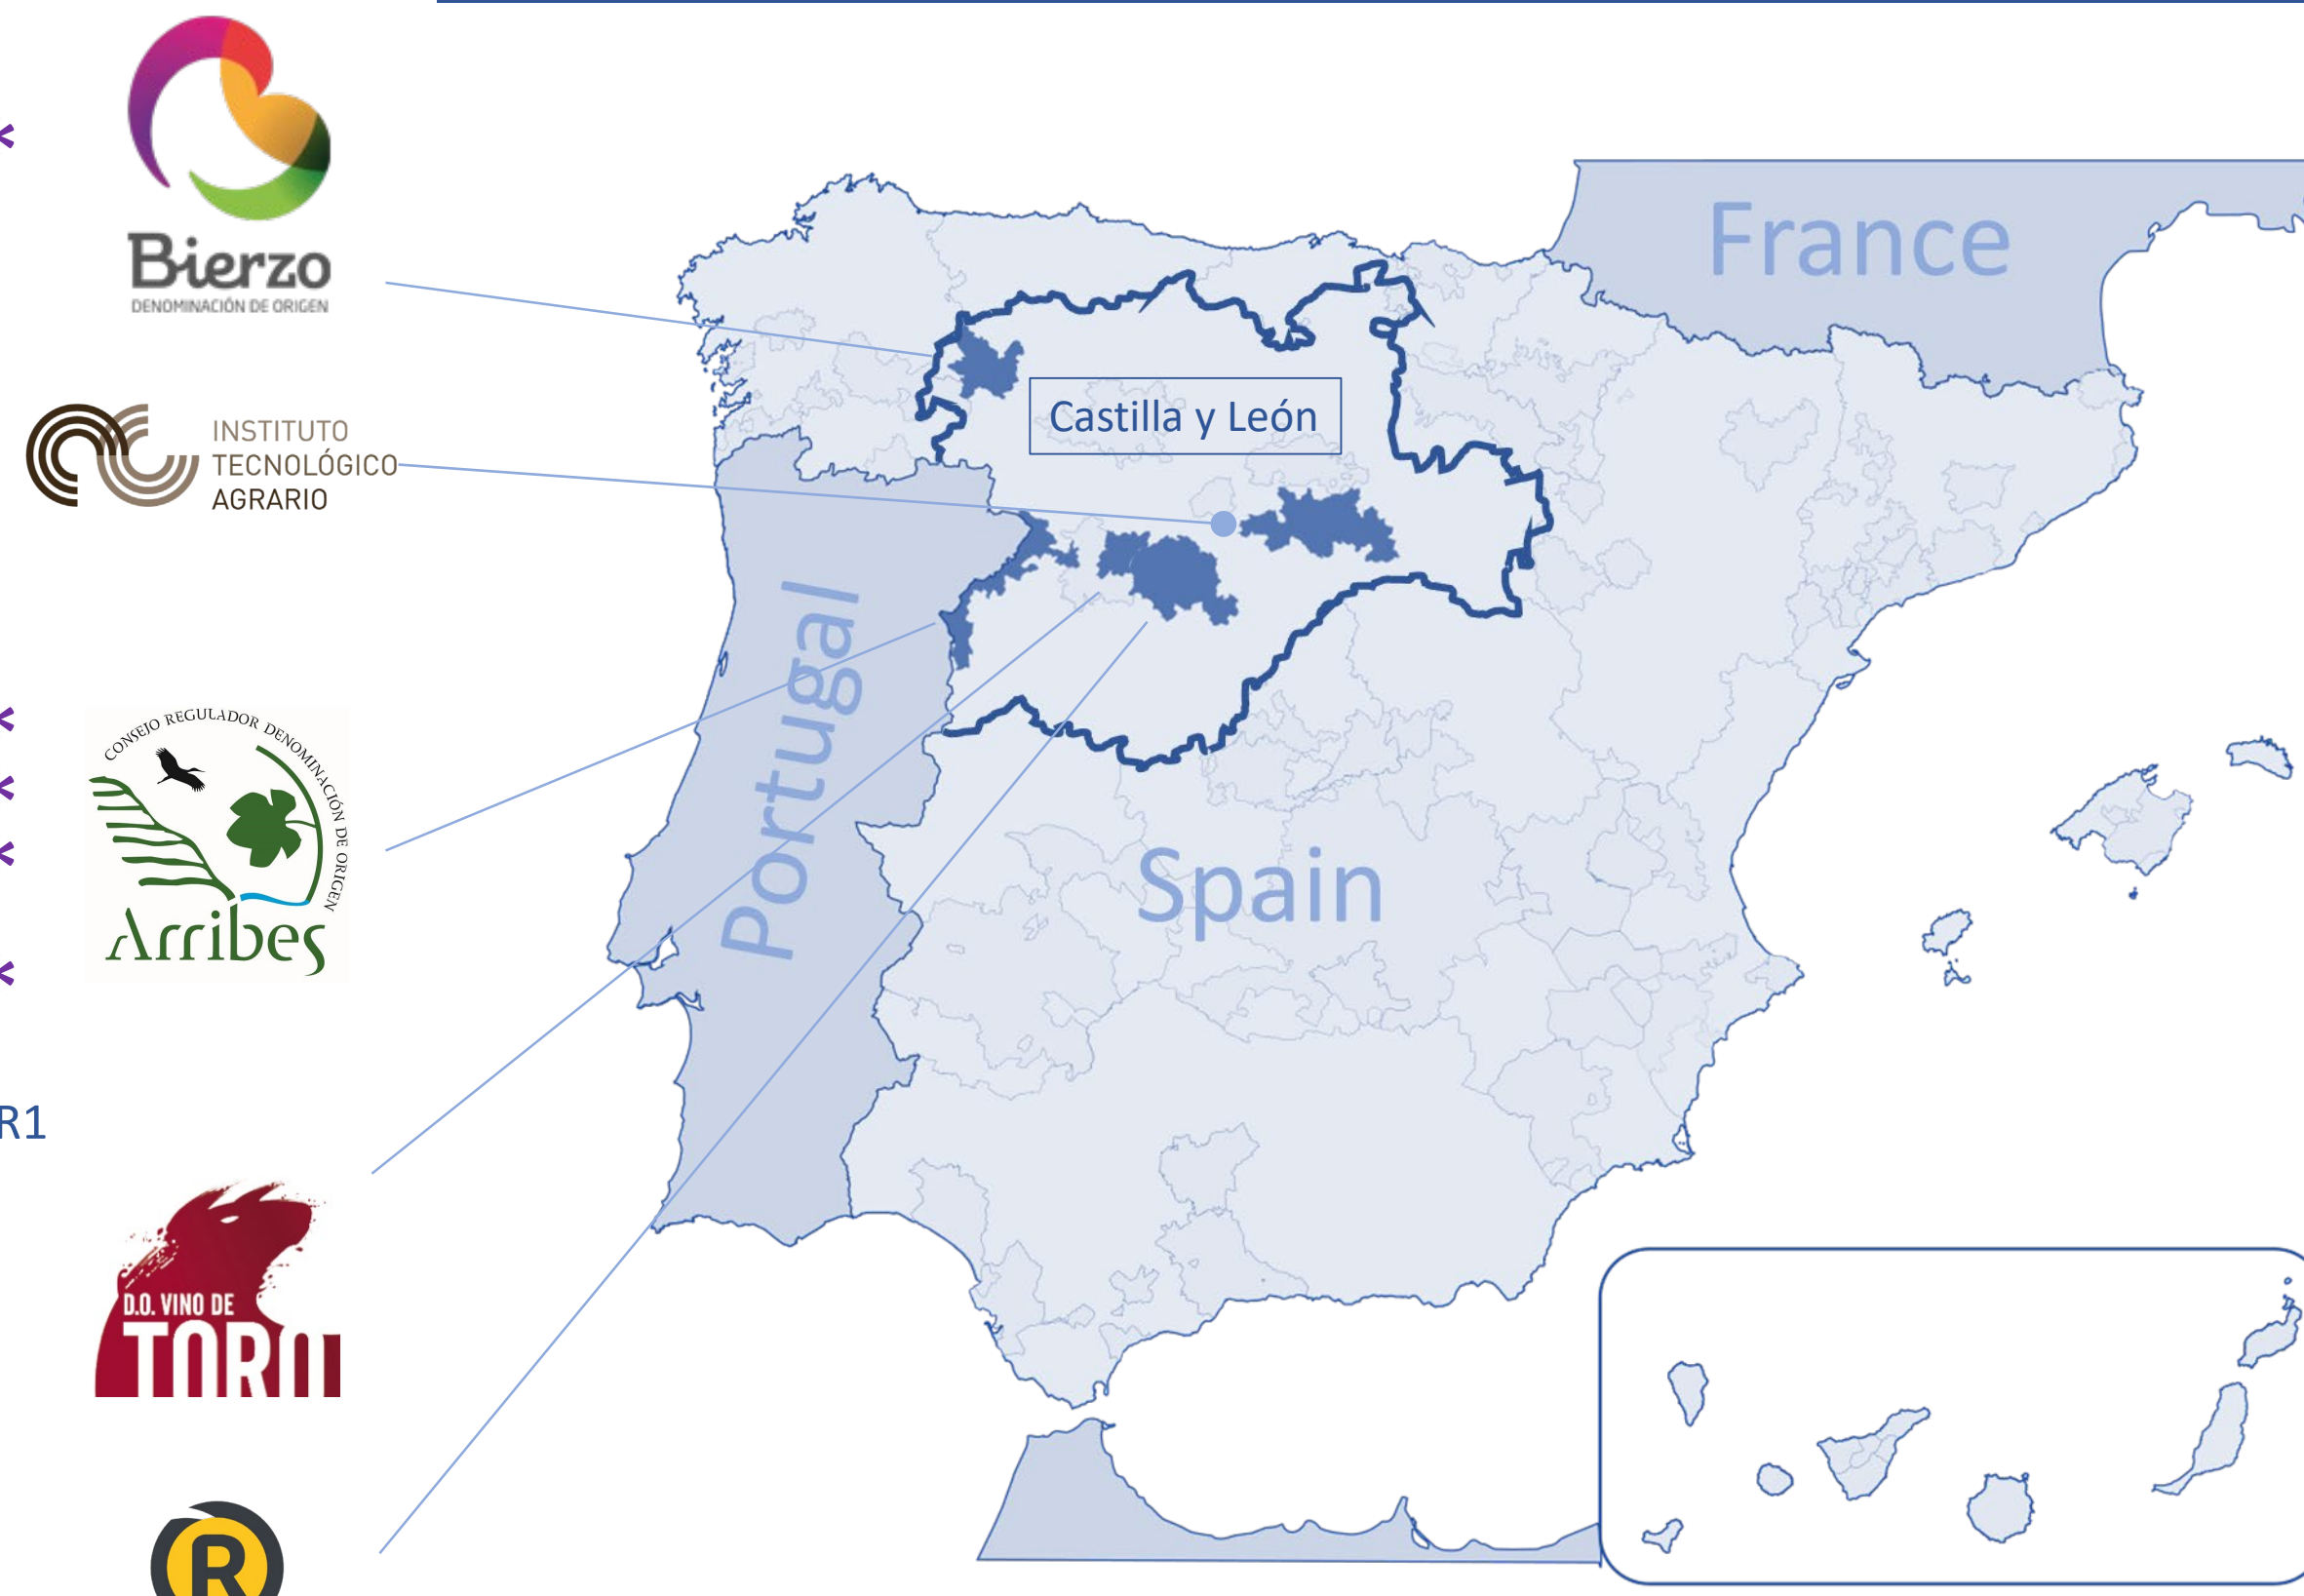 Bierzo
DENOMINACIÓN DE ORIGEN
INSTITUTO
TECNOLÓGICO
AGRARIO
CONSEJO REGULADOR DENOMINACIÓN DE ORIGEN
Arribes
R1
D.O. VINO DE
TORO
R
France
Castilla y León
Portugal
Spain
*
*
*
*
*